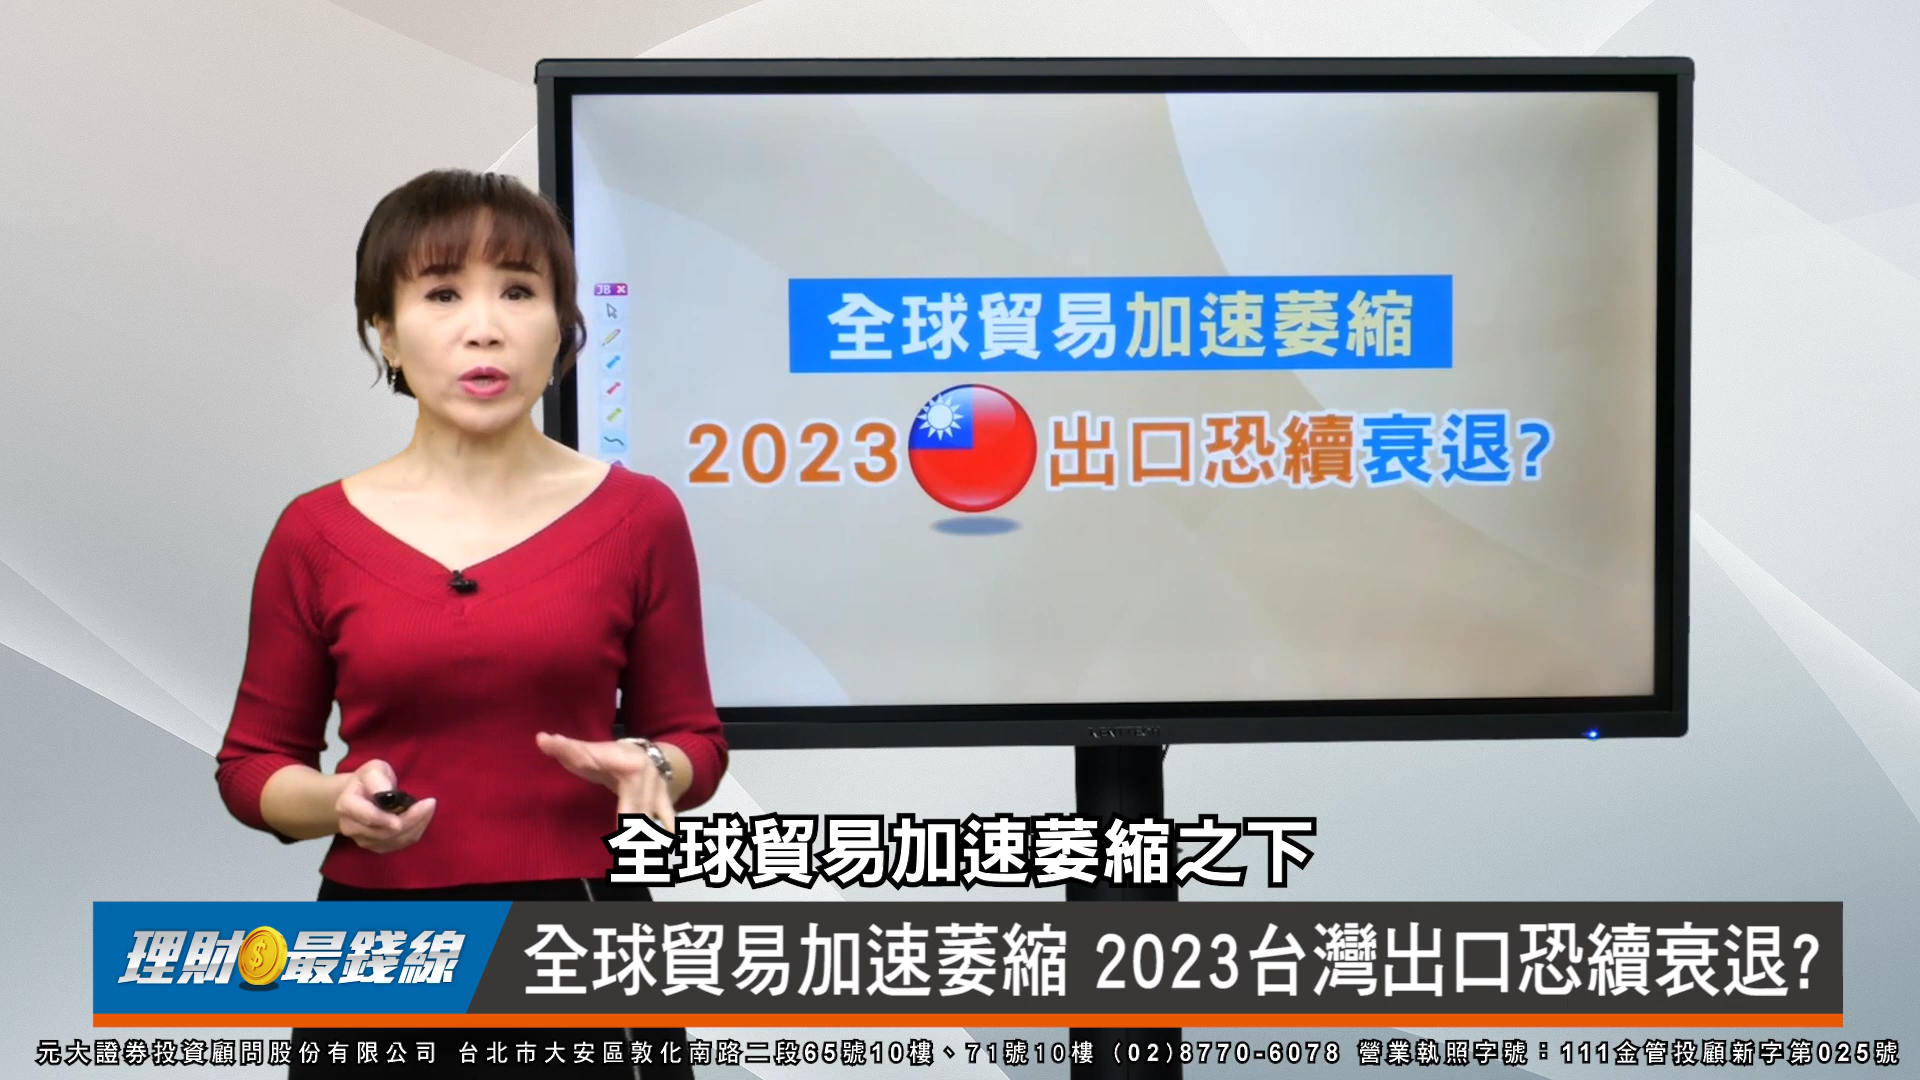 JB
全球貿易加速萎縮
2023 出口恐續衰退?
全球貿易加速萎縮之下
理財最錢線
全球貿易加速萎縮 2023台灣出口恐續衰退?
元大證券投資顧問股份有限公司 台北市大安區敦化南路二段65號10樓、71號10樓 (02)8770-6078 營業執照字號：111金管投顧新字第025號